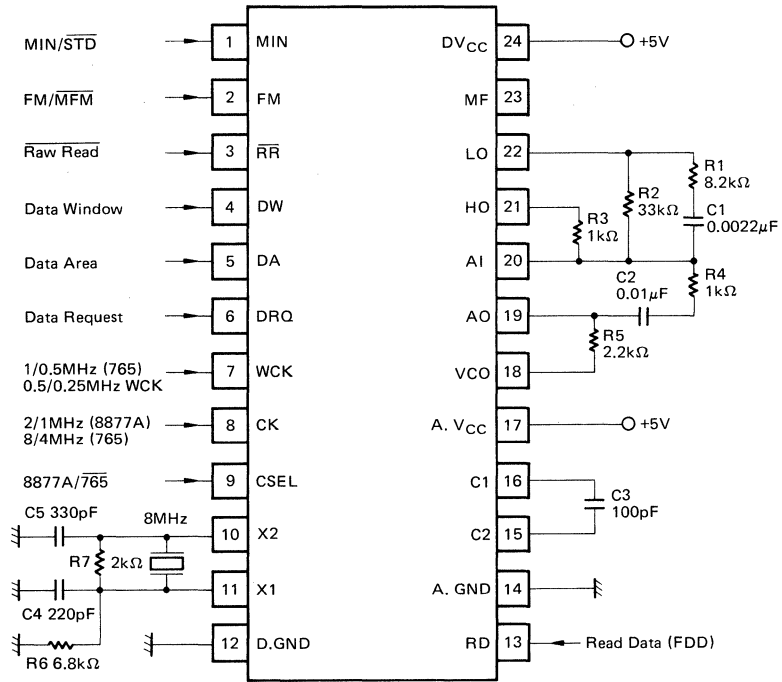 MIN/STD 1 MIN DVCC 24 +5V
FM/MFM 2 FM MF 23
Raw Read 3 RR LO 22
R1
8.2kΩ
Data Window 4 DW HO 21
R2
33kΩ
R3
1kΩ
C1
0.0022μF
Data Area 5 DA AI 20
C2
0.01μF
R4
1kΩ
Data Request 6 DRQ AO 19
R5
2.2kΩ
1/0.5MHz (765)
0.5/0.25MHz WCK
7 WCK VCO 18
2/1MHz (8877A)
8/4MHz (765)
8 CK A. VCC 17 +5V
8877A/765 9 CSEL C1 16
C3
100pF
C5 330pF 8MHz
10 X2 C2 15
R7 2kΩ
11 X1 A. GND 14
C4 220pF
12 D.GND RD 13 Read Data (FDD)
R6 6.8kΩ